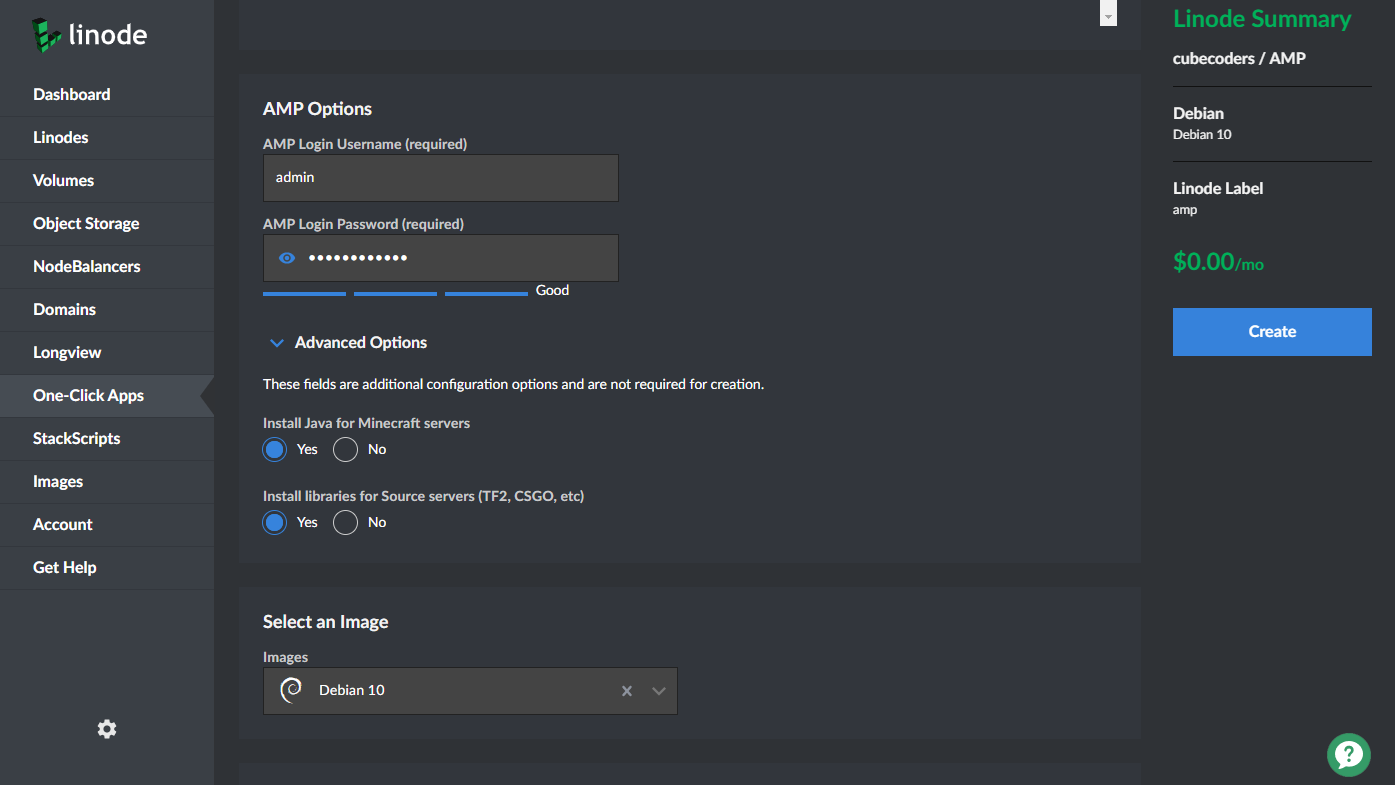 linode
Dashboard
Linodes
Volumes
Object Storage
NodeBalancers
Domains
Longview
One-Click Apps
StackScripts
Images
Account
Get Help
AMP Options
AMP Login Username (required)
admin
AMP Login Password (required)
••••••••••••
Good
Advanced Options
These fields are additional configuration options and are not required for creation.
Install Java for Minecraft servers
Yes No
Install libraries for Source servers (TF2, CSGO, etc)
Yes No
Select an Image
Images
Debian 10
Linode Summary
cubecoders / AMP
Debian
Debian 10
Linode Label
amp
$0.00/mo
Create
?